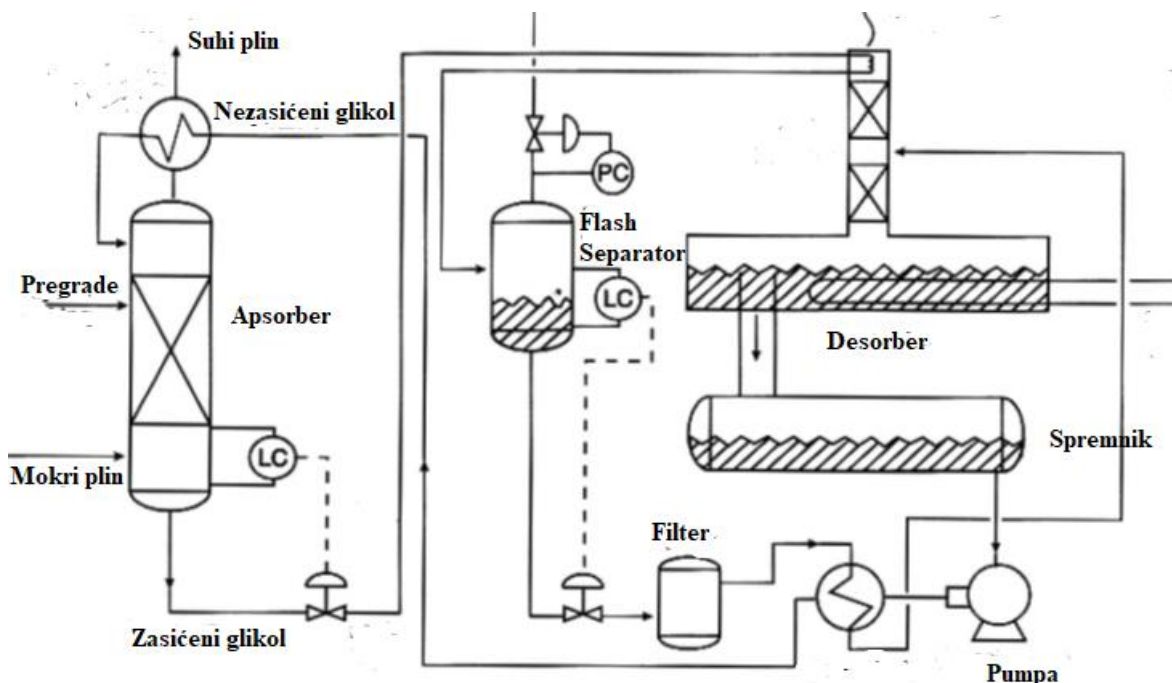 Suhi plin
Nezasićeni glikol
PC
Flash
Separator
Pregrade
LC
Apsorber
Desorber
Mokri plin
LC
Spremnik
Filter
Zasićeni glikol
Pumpa